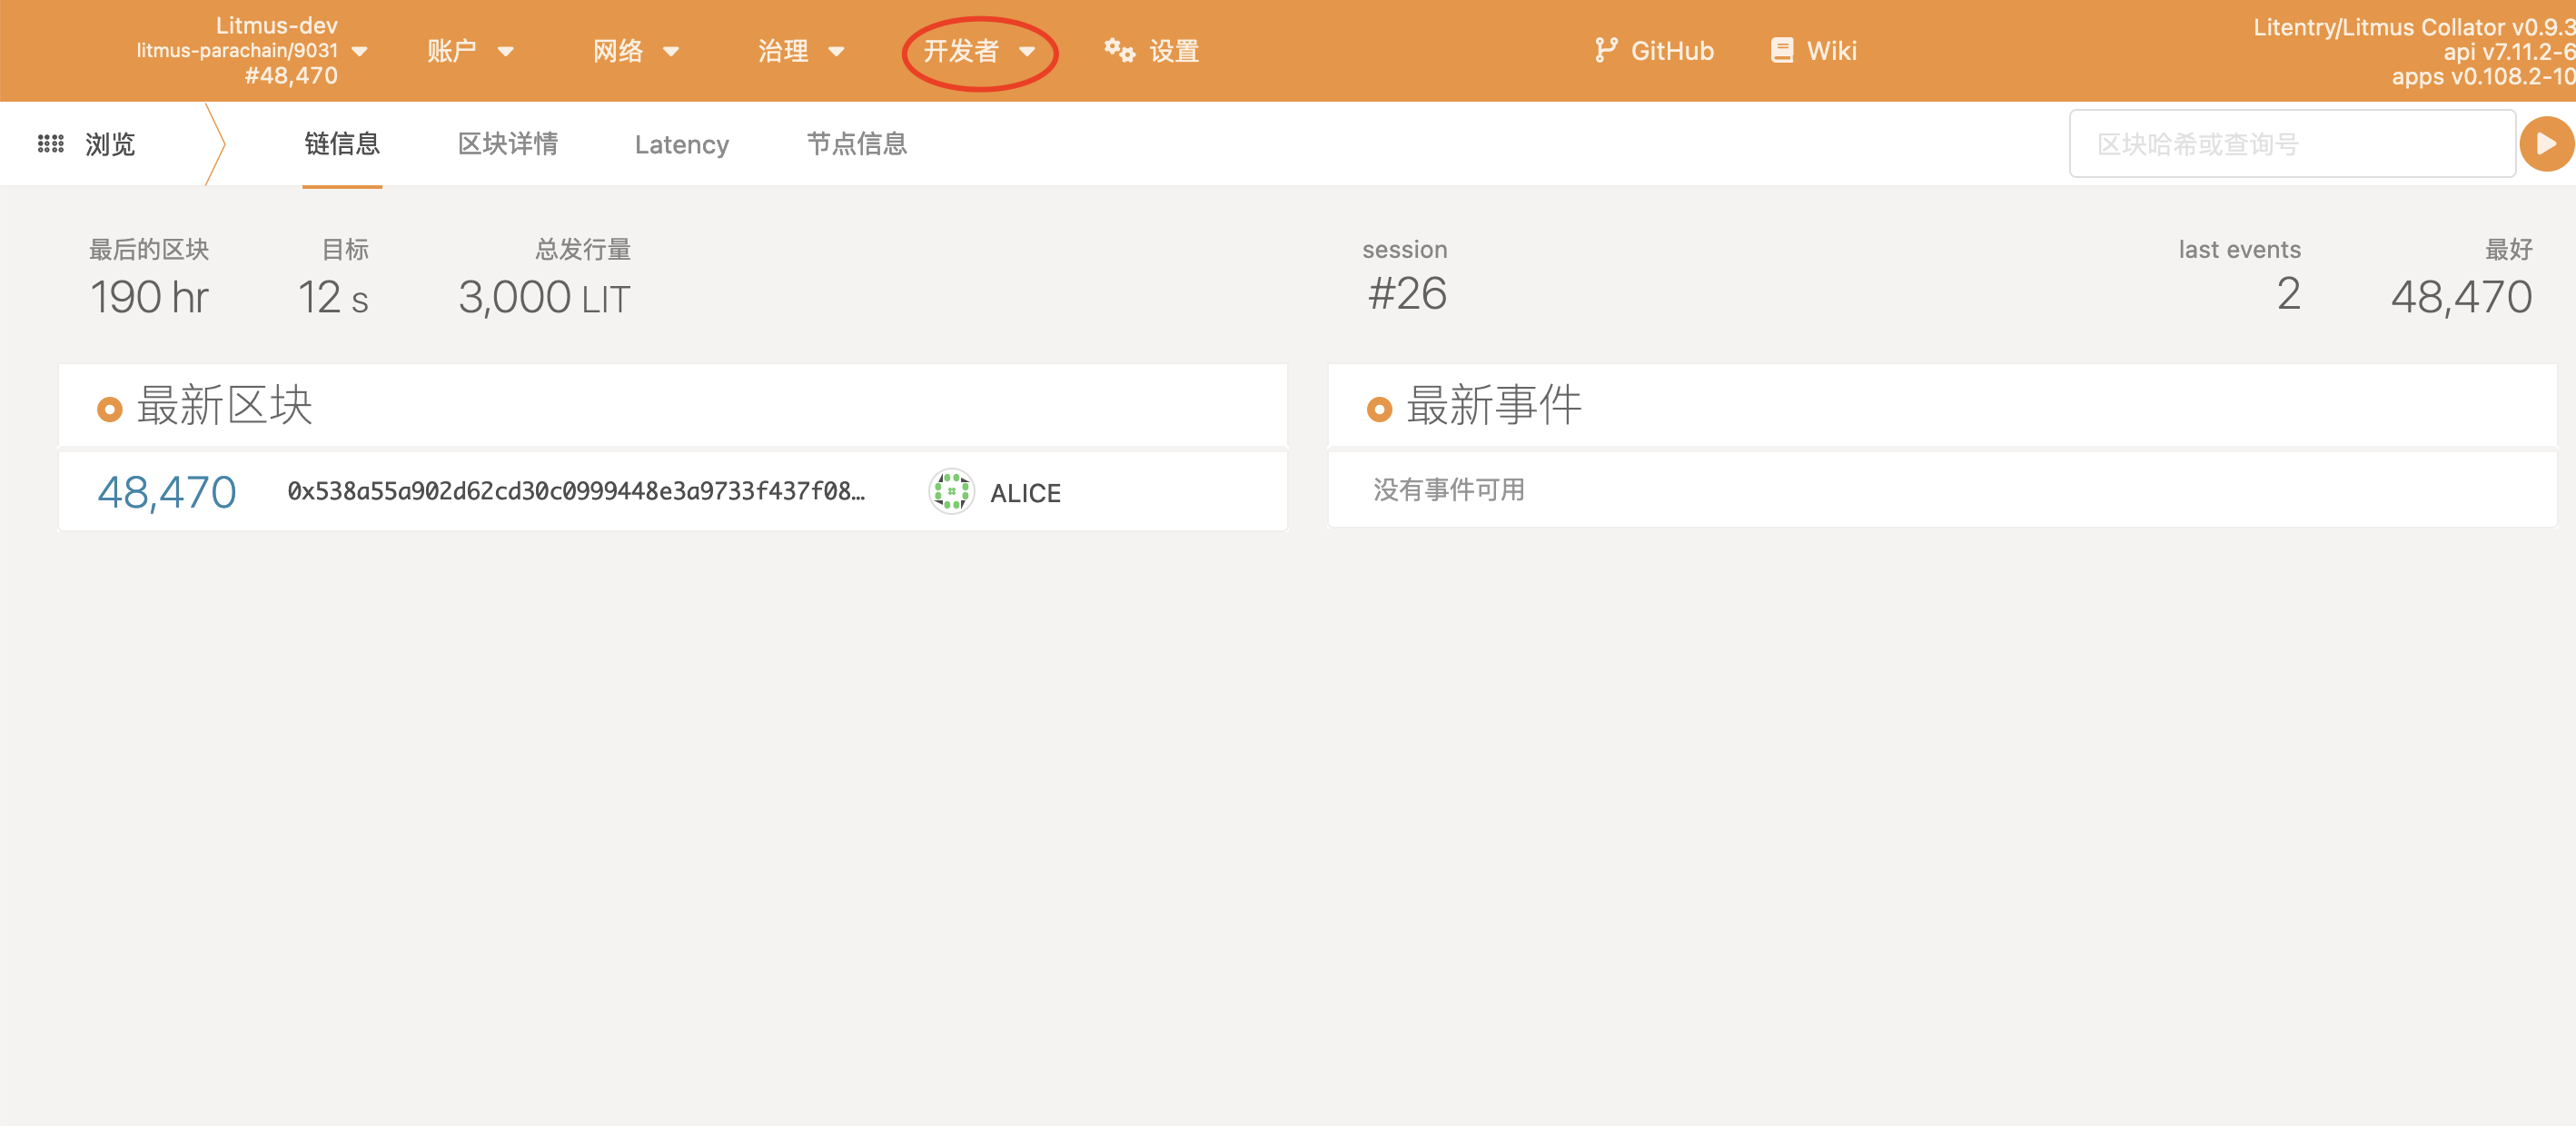 Litmus-dev
litmus-parachain/9031
#48,470
账户
网络
治理
开发者
设置
GitHub
Wiki
Litentry/Litmus Collator v0.9.3
api v7.11.2-6
apps v0.108.2-10
浏览
链信息
区块详情
Latency
节点信息
区块哈希或查询号
最后的区块
190 hr
目标
12 s
总发行量
3,000 LIT
session
#26
last events
2
最好
48,470
最新区块
48,470 0x538a55a902d62cd30c0999448e3a9733f437f08… ALICE
最新事件
没有事件可用